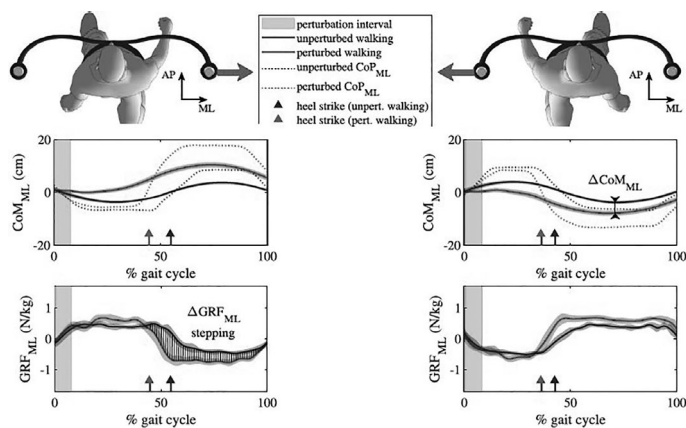 perturbation interval
unperturbed walking
perturbed walking
unperturbed CoP_ML
perturbed CoP_ML
heel strike (unpert. walking)
heel strike (pert. walking)
AP
ML
AP
ML
CoM_ML (cm)
20
0
-20
0
50
100
% gait cycle
CoM_ML (cm)
20
0
-20
ΔCoM_ML
0
50
100
% gait cycle
GRF_ML (N/kg)
1
0
-1
ΔGRF_ML
stepping
0
50
100
% gait cycle
GRF_ML (N/kg)
1
0
-1
0
50
100
% gait cycle